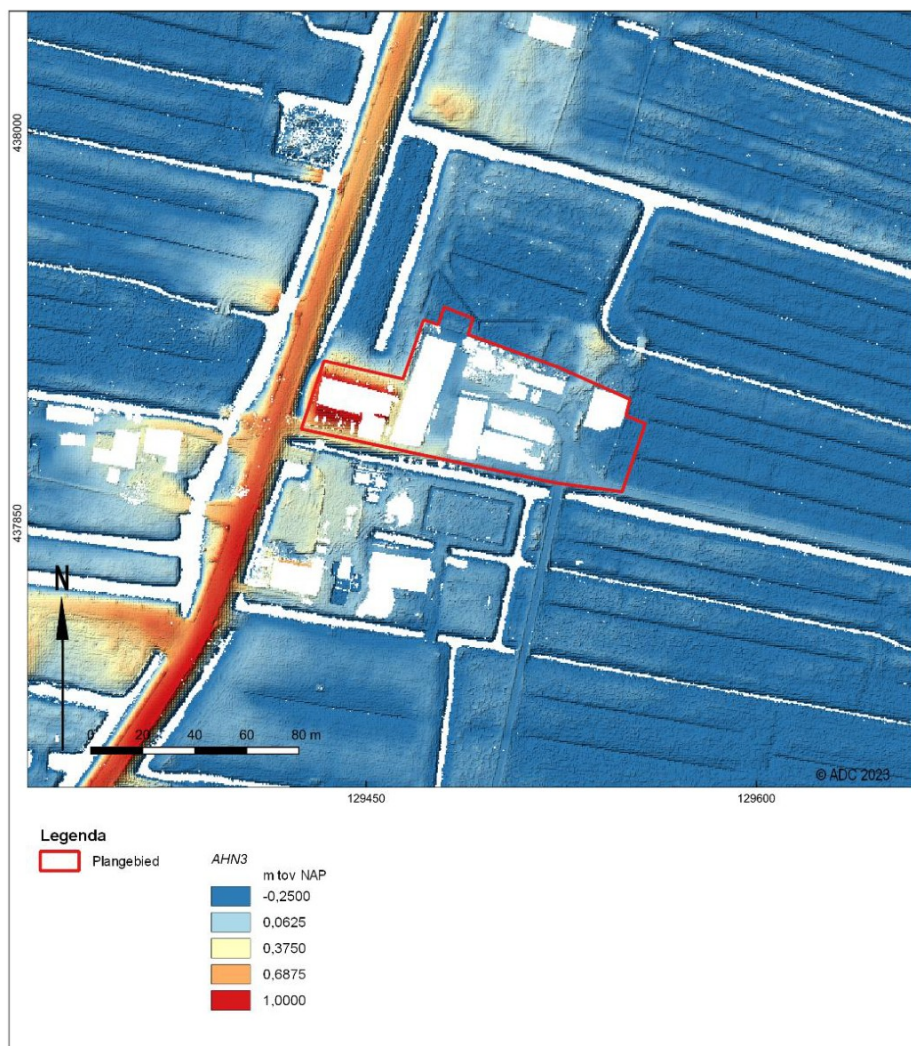 438000
437850
N
0 20 40 60 80 m
© ADC 2023
129450 129600
Legenda
Plangebied
AHN3
m tov NAP
-0,2500
0,0625
0,3750
0,6875
1,0000